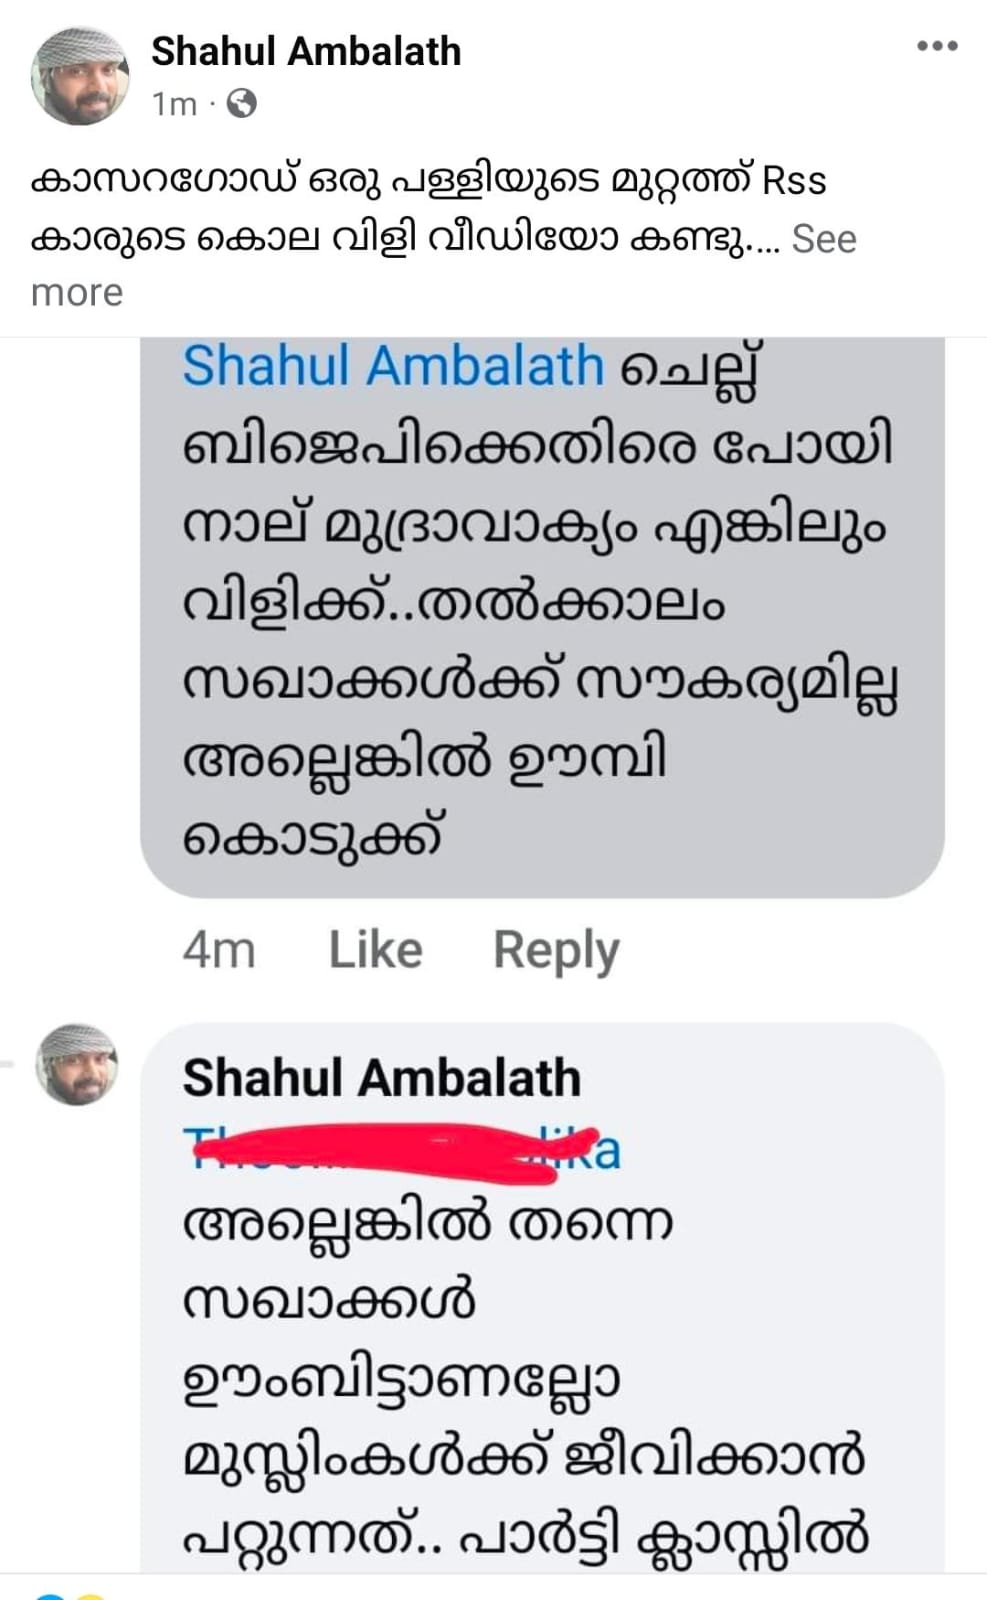 Shahul Ambalath
1m ·
കാസറഗോഡ് ഒരു പള്ളിയുടെ മുറ്റത്ത് Rss
കാരുടെ കൊല വിളി വീഡിയോ കണ്ടു.... See
more
Shahul Ambalath ചെല്ല്
ബിജെപിക്കെതിരെ പോയി
നാല് മുദ്രാവാക്യം എങ്കിലും
വിളിക്ക്..തൽക്കാലം
സഖാക്കൾക്ക് സൗകര്യമില്ല
അല്ലെങ്കിൽ ഊമ്പി
കൊടുക്ക്
4m Like Reply
Shahul Ambalath
അല്ലെങ്കിൽ തന്നെ
സഖാക്കൾ
ഊംബിട്ടാണല്ലോ
മുസ്ലിംകൾക്ക് ജീവിക്കാൻ
പറ്റുന്നത്.. പാർട്ടി ക്ലാസ്സിൽ